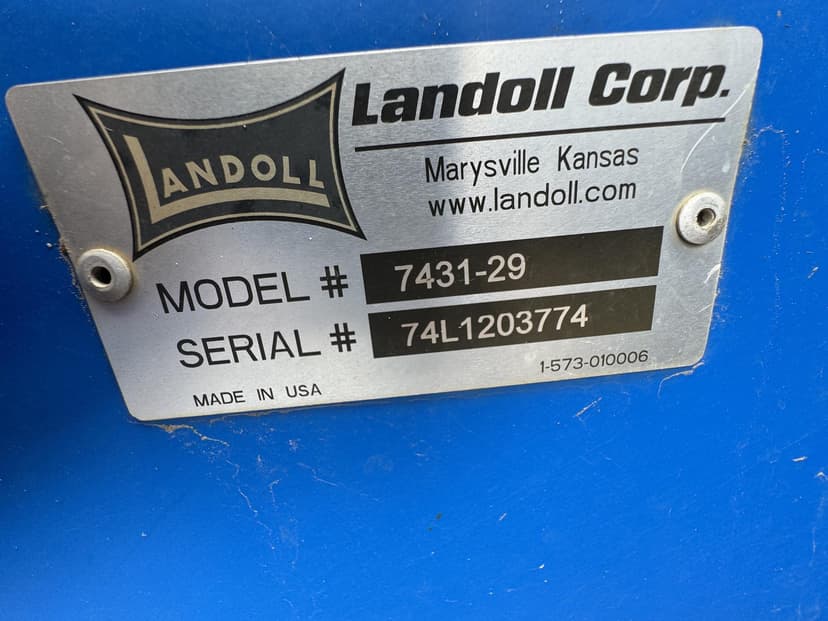 LANDOLL
Landoll Corp.
Marysville Kansas
www.landoll.com
MODEL # 7431-29
SERIAL # 74L1203774
1-573-010006
MADE IN USA